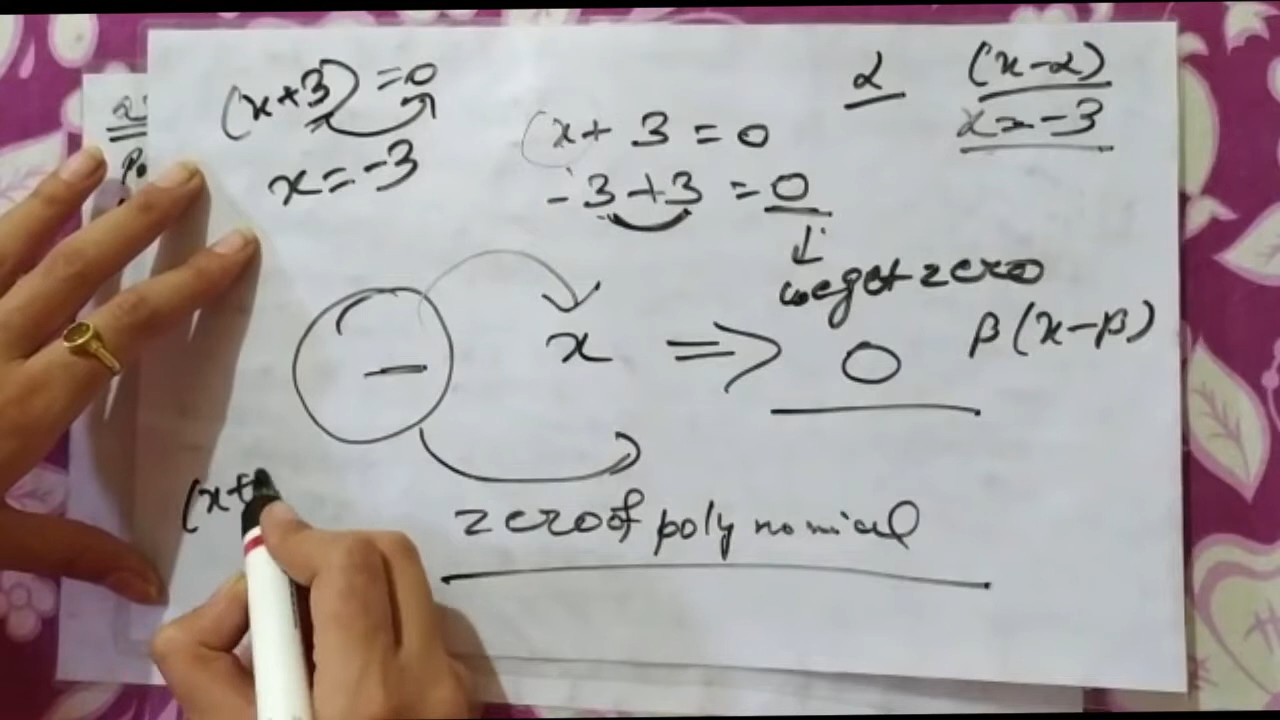 (x+3) =0
x=-3
(x+ 3 = 0
-3+3 = 0
↓
we get zero
α (x-α)
x=-3
— x ⇒ 0
β(x-β)
zero of polynomial
(x+